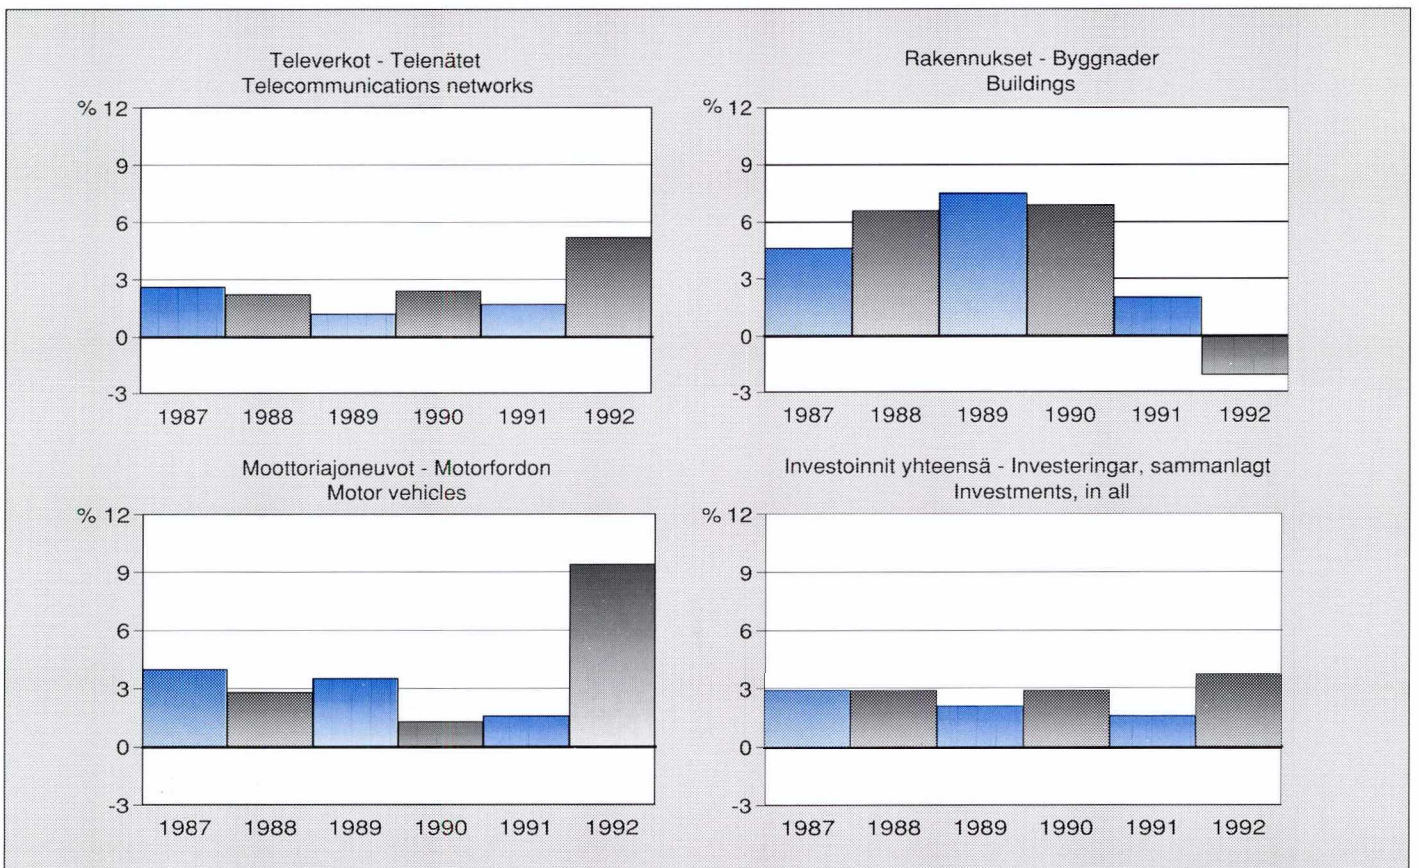 Televerkot - Telenätet
Telecommunications networks
% 12
9
6
3
0
-3
1987 1988 1989 1990 1991 1992
Rakennukset - Byggnader
Buildings
% 12
9
6
3
0
-3
1987 1988 1989 1990 1991 1992
Moottoriajoneuvot - Motorfordon
Motor vehicles
% 12
9
6
3
0
-3
1987 1988 1989 1990 1991 1992
Investoinnit yhteensä - Investeringar, sammanlagt
Investments, in all
% 12
9
6
3
0
-3
1987 1988 1989 1990 1991 1992